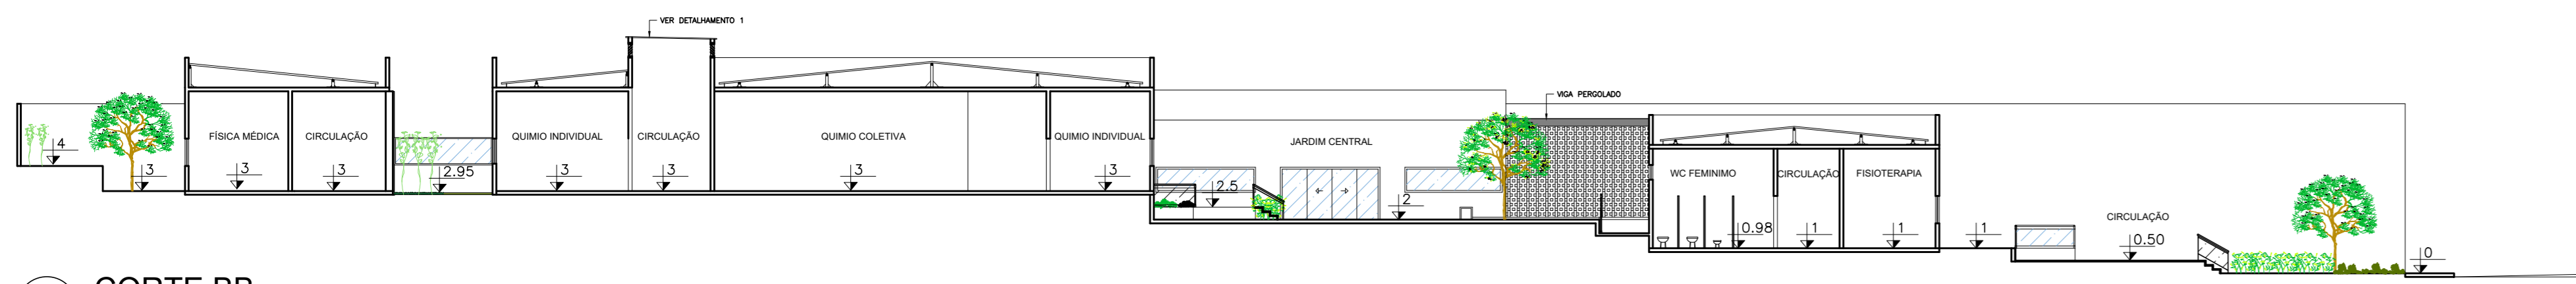 VER DETALHAMENTO 1
VIGA PERGOLADO
FÍSICA MÉDICA
CIRCULAÇÃO
QUIMIO INDIVIDUAL
CIRCULAÇÃO
QUIMIO COLETIVA
QUIMIO INDIVIDUAL
JARDIM CENTRAL
WC FEMINIMO
CIRCULAÇÃO
FISIOTERAPIA
CIRCULAÇÃO
4
3
3
3
2.95
3
3
3
3
2.5
2
0.98
1
1
1
0.50
0
CORTE BB